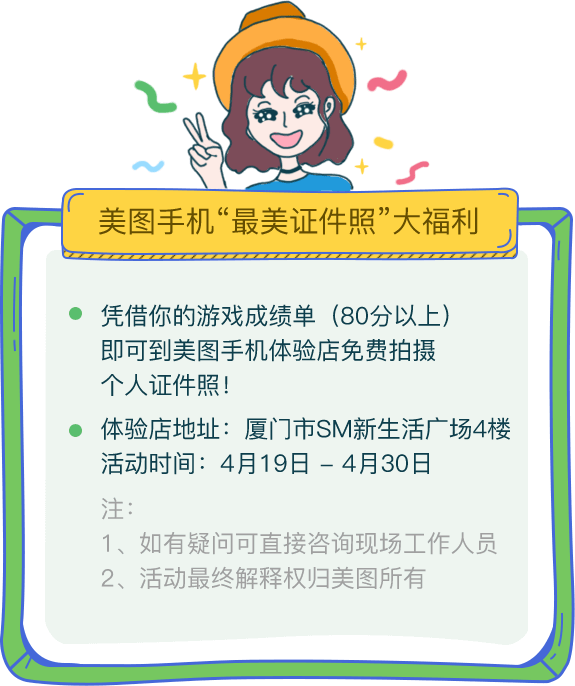 美图手机“最美证件照”大福利
凭借你的游戏成绩单（80分以上）
即可到美图手机体验店免费拍摄
个人证件照！
体验店地址：厦门市SM新生活广场4楼
活动时间：4月19日 - 4月30日
注：
1、如有疑问可直接咨询现场工作人员
2、活动最终解释权归美图所有